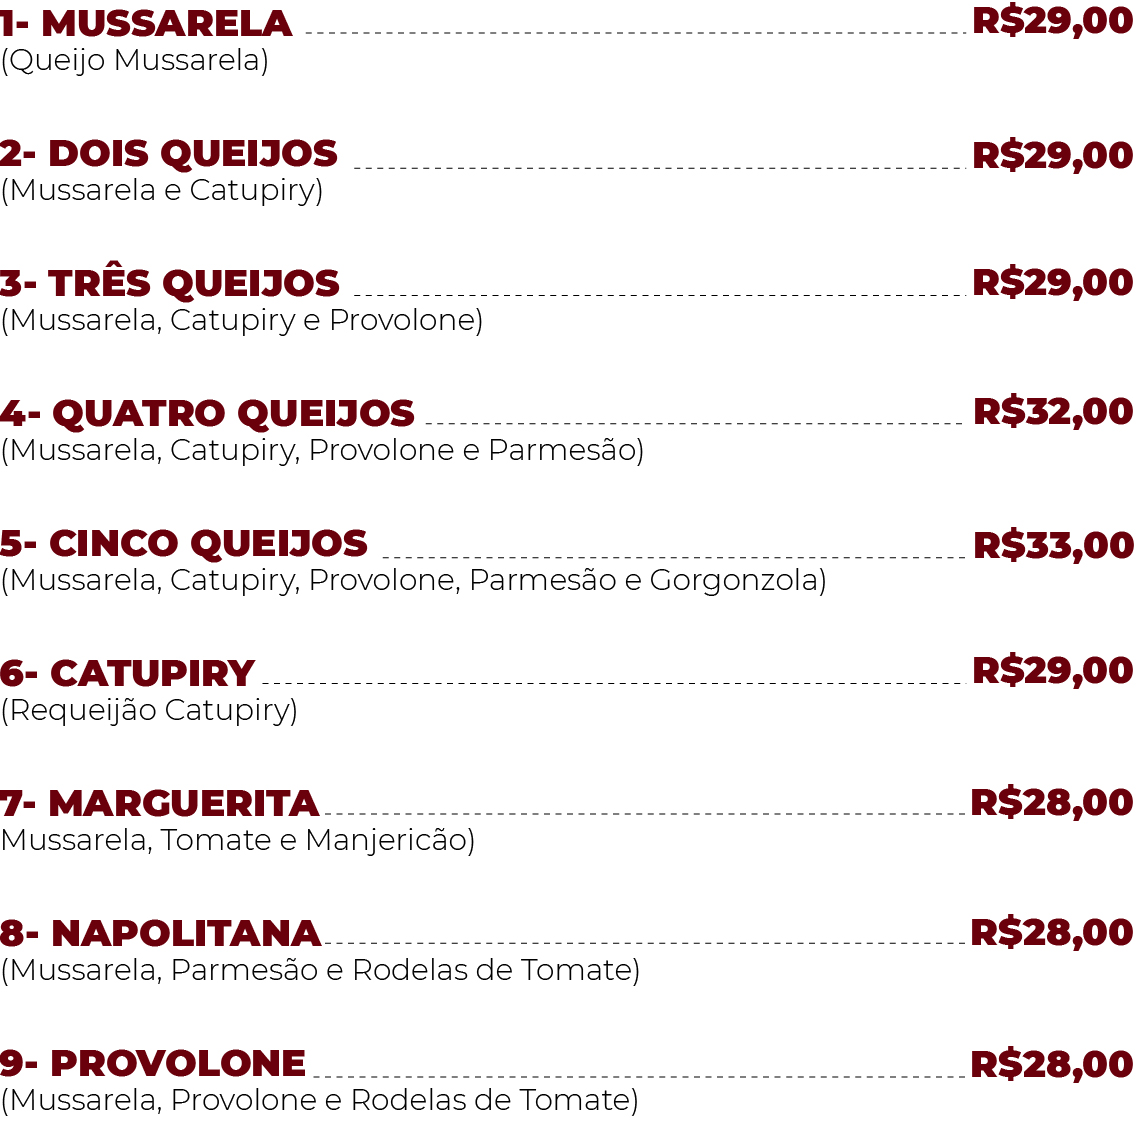 1- MUSSARELA R$29,00
(Queijo Mussarela)
2- DOIS QUEIJOS R$29,00
(Mussarela e Catupiry)
3- TRÊS QUEIJOS R$29,00
(Mussarela, Catupiry e Provolone)
4- QUATRO QUEIJOS R$32,00
(Mussarela, Catupiry, Provolone e Parmesão)
5- CINCO QUEIJOS R$33,00
(Mussarela, Catupiry, Provolone, Parmesão e Gorgonzola)
6- CATUPIRY R$29,00
(Requeijão Catupiry)
7- MARGUERITA R$28,00
Mussarela, Tomate e Manjericão)
8- NAPOLITANA R$28,00
(Mussarela, Parmesão e Rodelas de Tomate)
9- PROVOLONE R$28,00
(Mussarela, Provolone e Rodelas de Tomate)